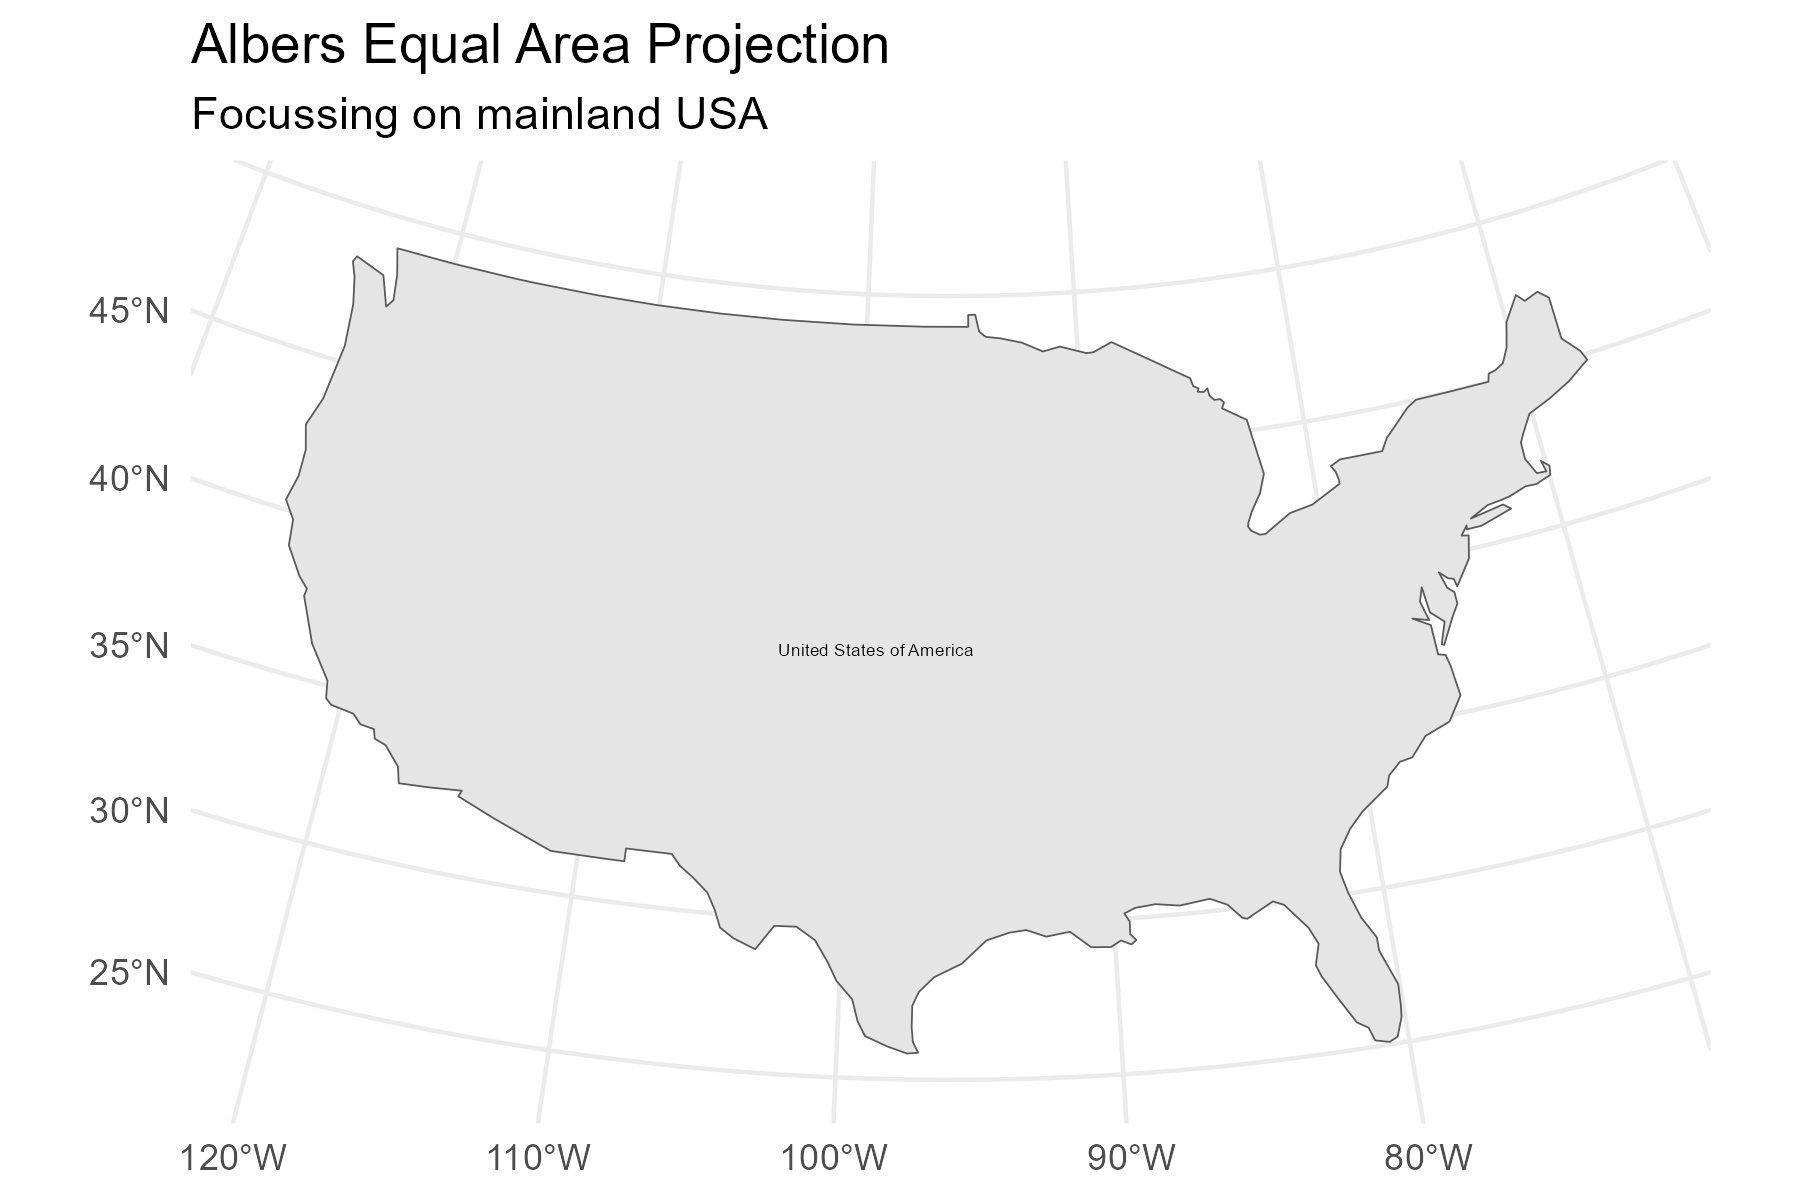 Albers Equal Area Projection
Focussing on mainland USA
45°N
40°N
35°N
United States of America
30°N
25°N
120°W 110°W 100°W 90°W 80°W